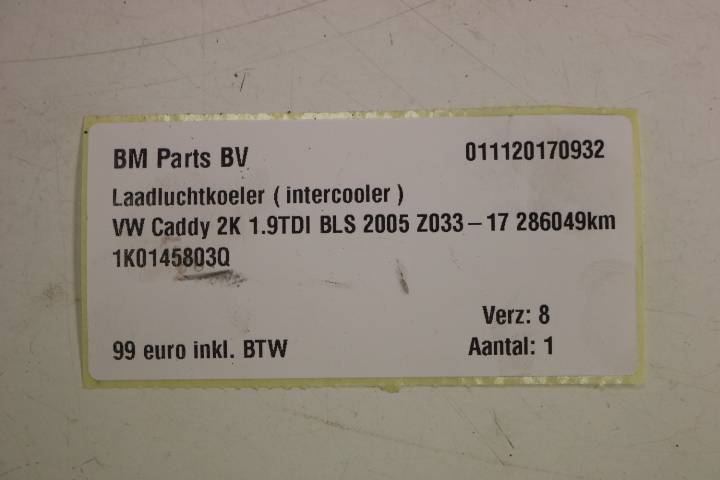 BM Parts BV 011120170932
Laadluchtkoeler ( intercooler )
VW Caddy 2K 1.9TDI BLS 2005 Z033-17 286049km
1K0145803Q
Verz: 8
99 euro inkl. BTW Aantal: 1